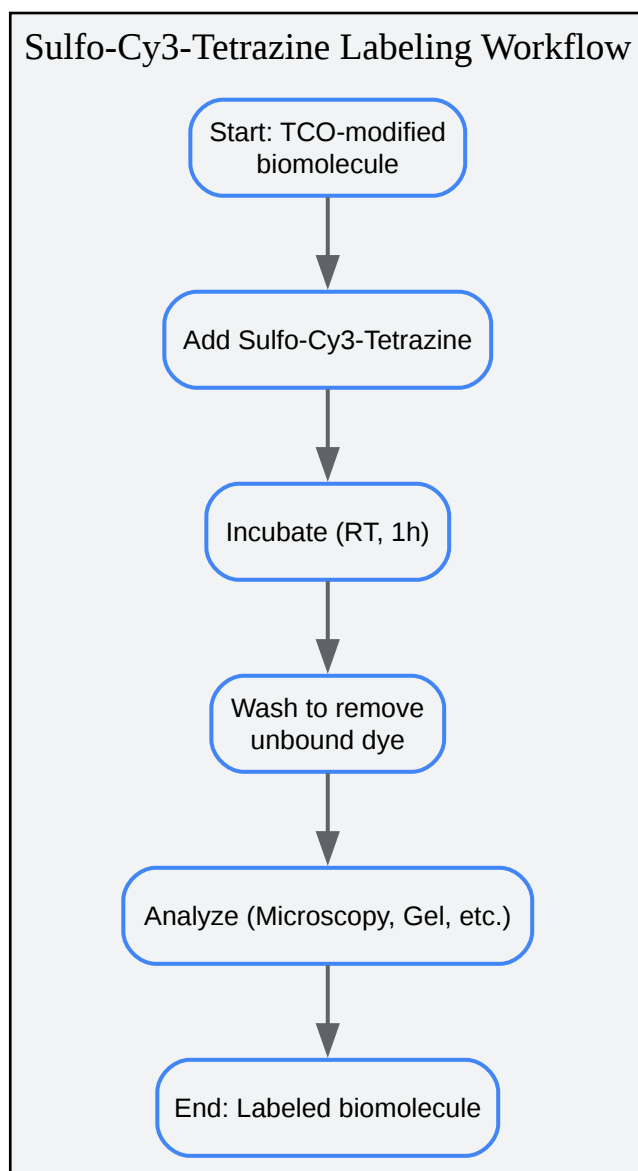 Sulfo-Cy3-Tetrazine Labeling Workflow
Start: TCO-modified
biomolecule
Add Sulfo-Cy3-Tetrazine
Incubate (RT, 1h)
Wash to remove
unbound dye
Analyze (Microscopy, Gel, etc.)
End: Labeled biomolecule